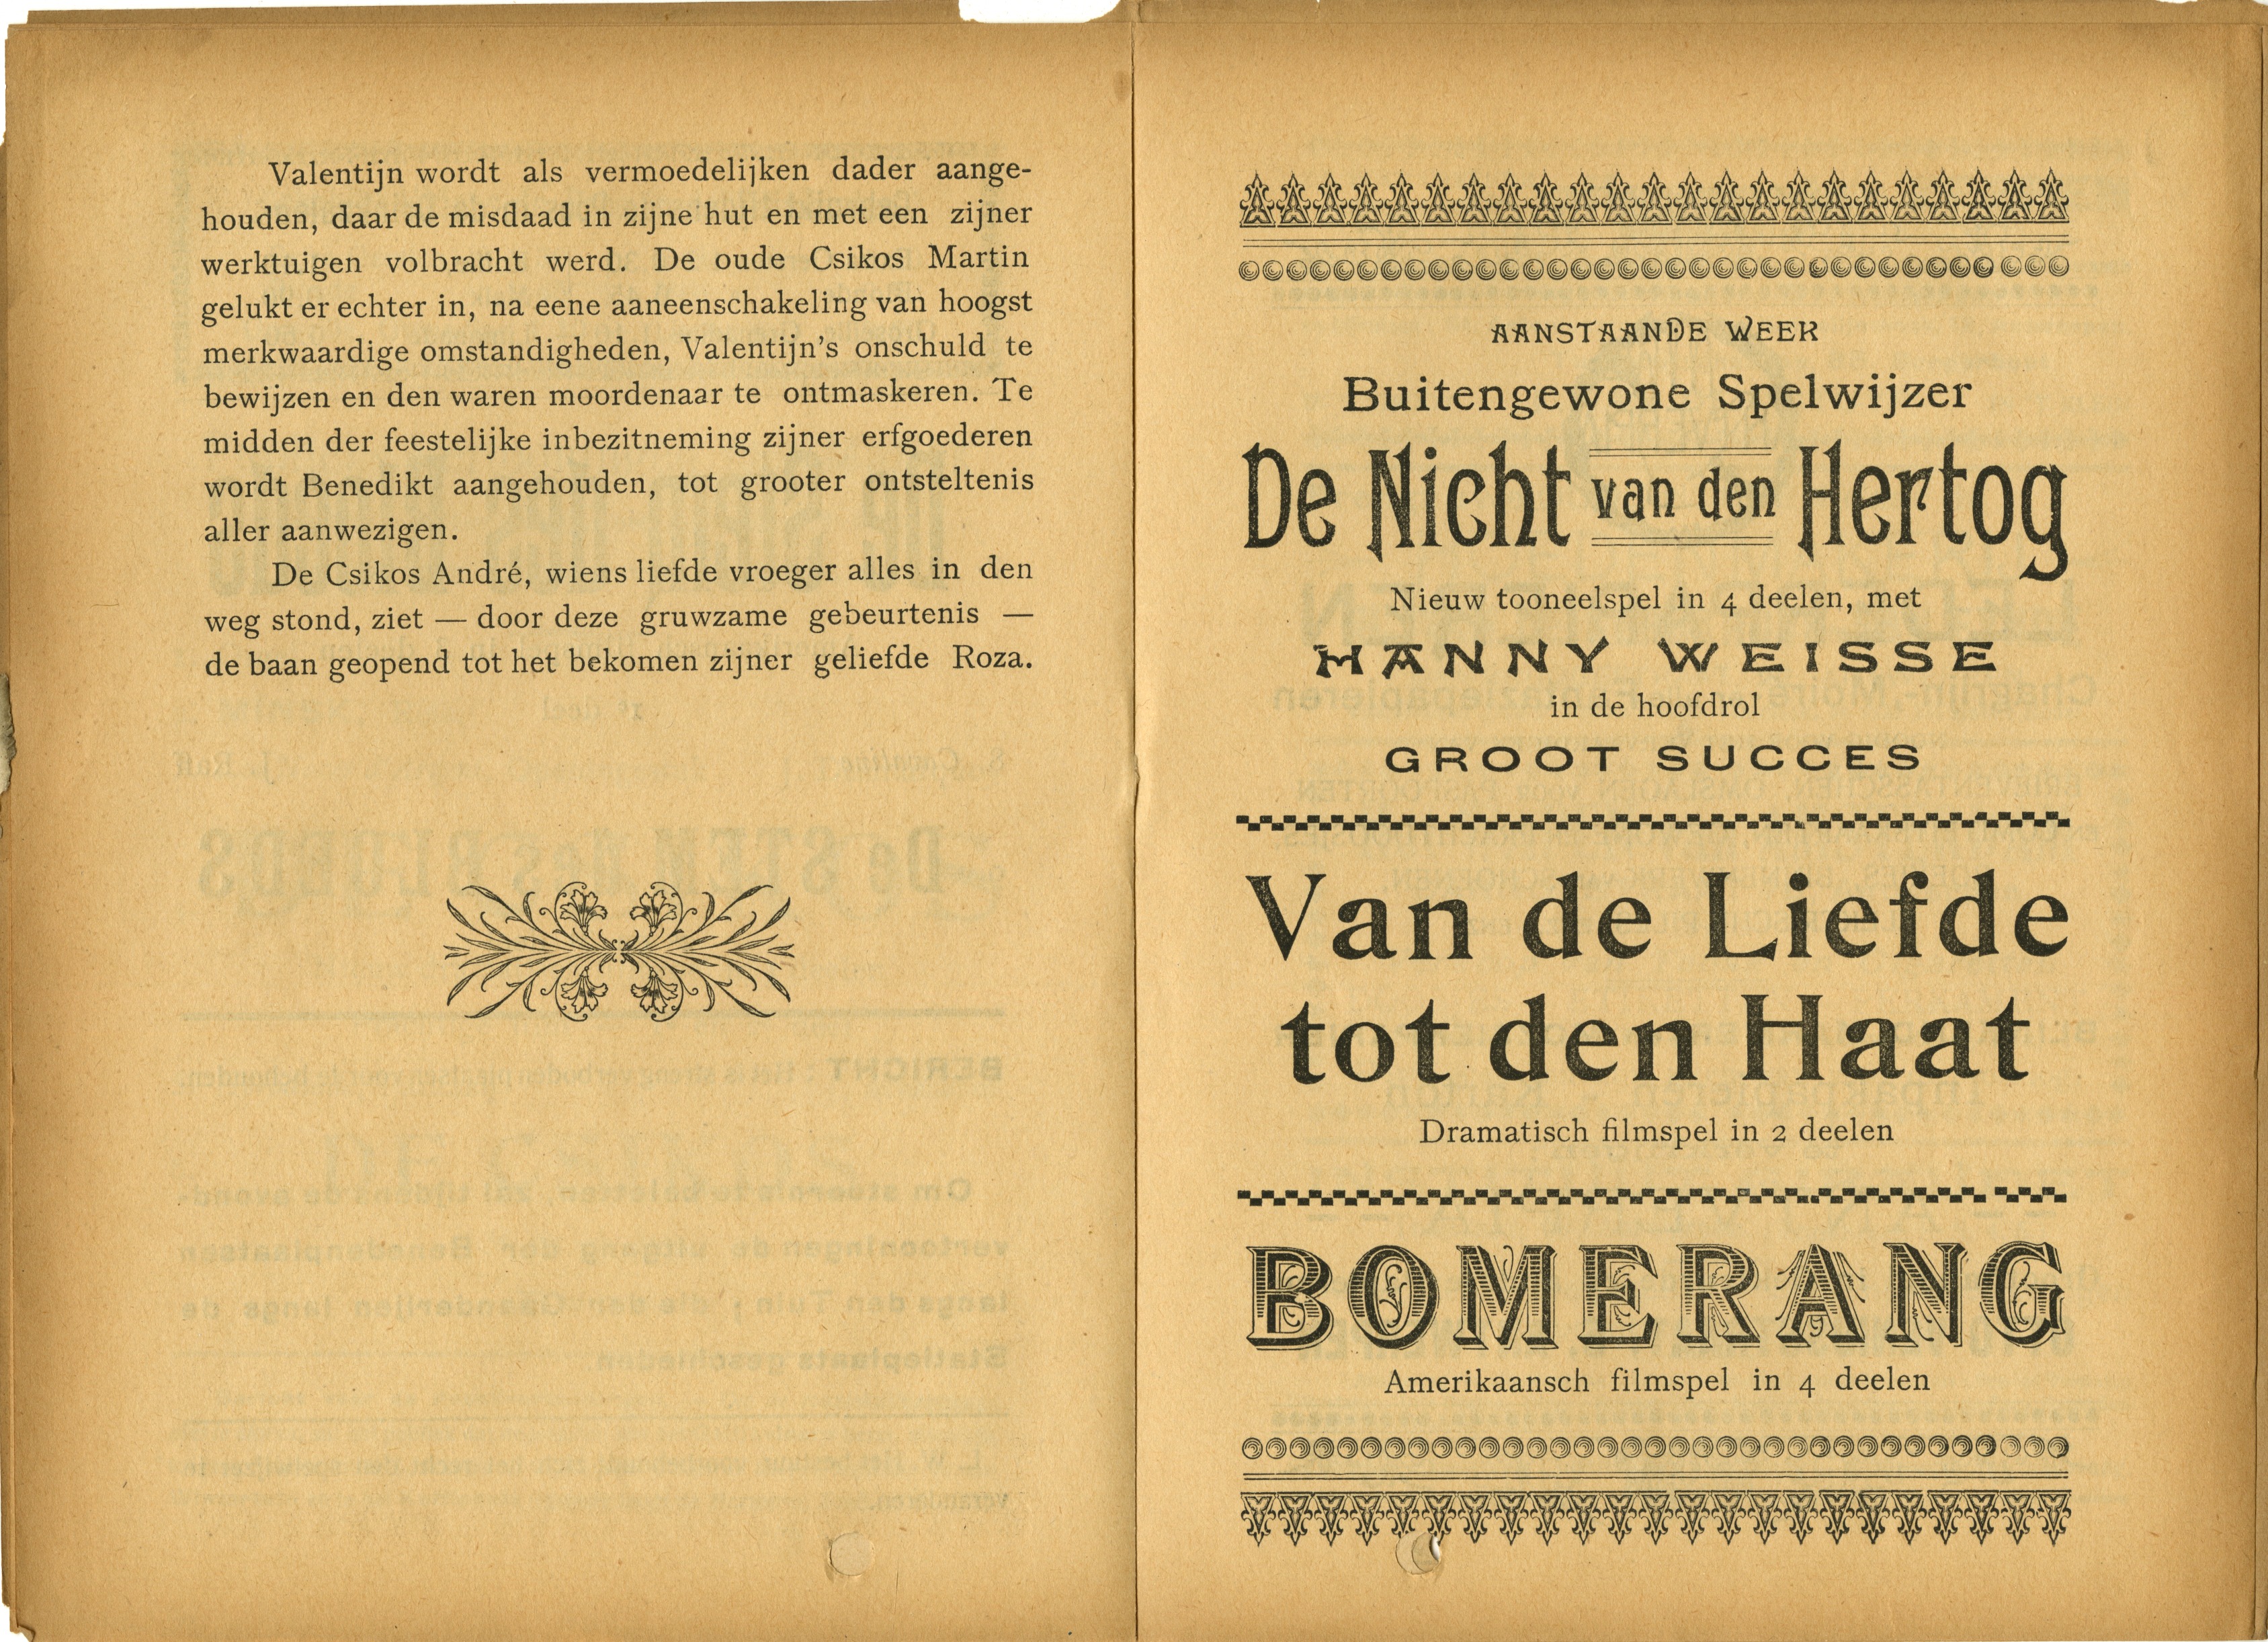 Valentijn wordt als vermoedelijken dader aange-
houden, daar de misdaad in zijne hut en met een zijner
werktuigen volbracht werd. De oude Csikos Martin
gelukt er echter in, na eene aaneenschakeling van hoogst
merkwaardige omstandigheden, Valentijn's onschuld te
bewijzen en den waren moordenaar te ontmaskeren. Te
midden der feestelijke inbezitneming zijner erfgoederen
wordt Benedikt aangehouden, tot grooter ontsteltenis
aller aanwezigen.
De Csikos André, wiens liefde vroeger alles in den
weg stond, ziet — door deze gruwzame gebeurtenis —
de baan geopend tot het bekomen zijner geliefde Roza.
AANSTAANDE WEEK
Buitengewone Spelwijzer
De Nicht van den Hertog
Nieuw tooneelspel in 4 deelen, met
HANNY WEISSE
in de hoofdrol
GROOT SUCCES
Van de Liefde
tot den Haat
Dramatisch filmspel in 2 deelen
BOMERANG
Amerikaansch filmspel in 4 deelen